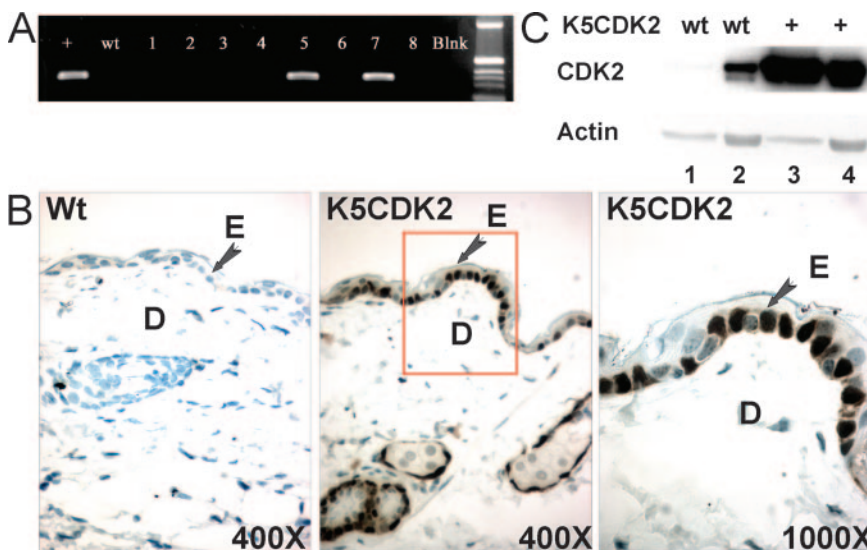 A
+ wt 1 2 3 4 5 6 7 8 Blnk
C
K5CDK2 wt wt + +
CDK2
Actin
1 2 3 4
B
Wt
E
D
400X
K5CDK2
E
D
400X
K5CDK2
E
D
1000X